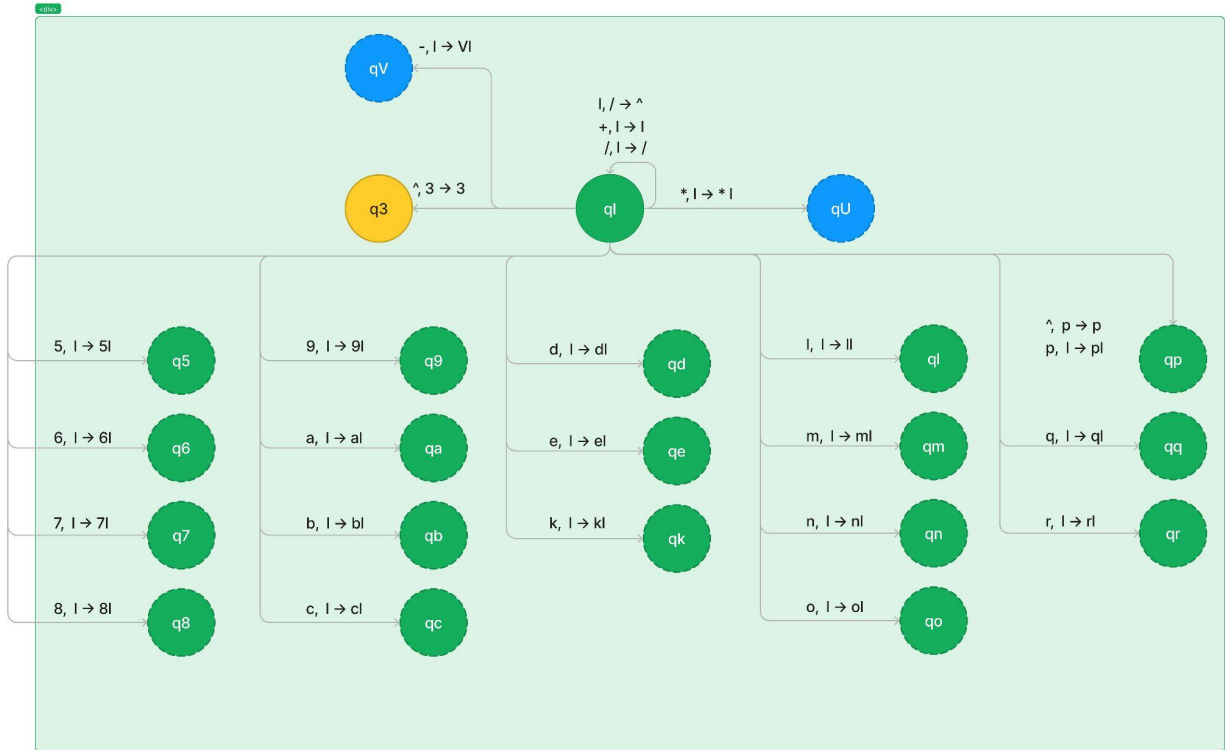 <div>
-, I → VI
qV
I, / → ^
+, I → I
/, I → /
^, 3 → 3
q3
qI
*, I → * I
qU
5, I → 5I
q5
9, I → 9I
q9
d, I → dI
qd
l, I → lI
ql
^, p → p
p, I → pI
qp
6, I → 6I
q6
a, I → aI
qa
e, I → eI
qe
m, I → mI
qm
q, I → qI
qq
7, I → 7I
q7
b, I → bI
qb
k, I → kI
qk
n, I → nI
qn
r, I → rI
qr
8, I → 8I
q8
c, I → cI
qc
o, I → oI
qo